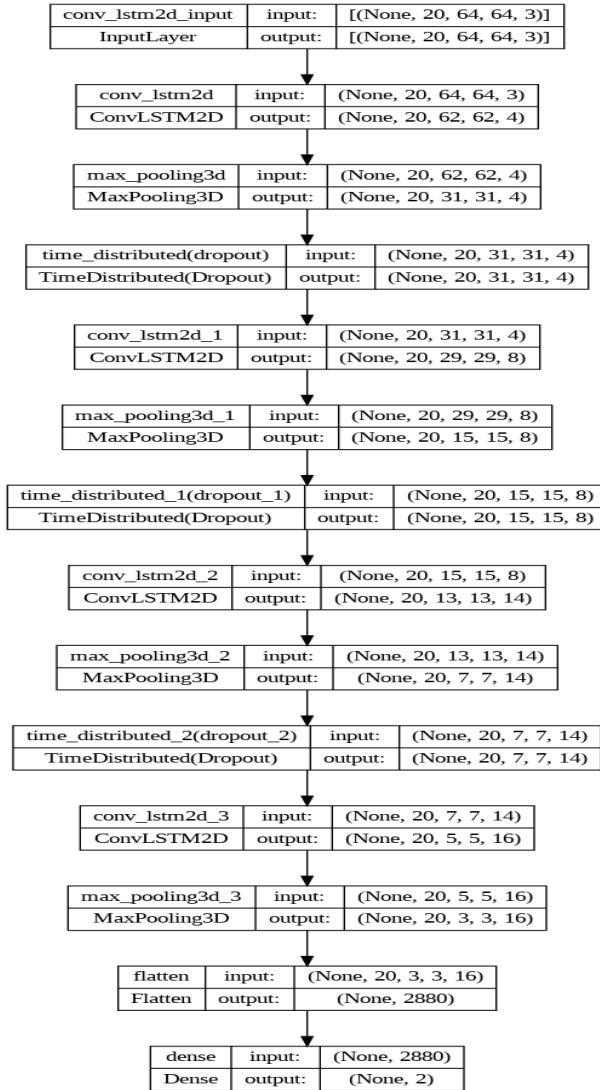 conv_lstm2d_input input: [(None, 20, 64, 64, 3)]
InputLayer output: [(None, 20, 64, 64, 3)]
conv_lstm2d input: (None, 20, 64, 64, 3)
ConvLSTM2D output: (None, 20, 62, 62, 4)
max_pooling3d input: (None, 20, 62, 62, 4)
MaxPooling3D output: (None, 20, 31, 31, 4)
time_distributed(dropout) input: (None, 20, 31, 31, 4)
TimeDistributed(Dropout) output: (None, 20, 31, 31, 4)
conv_lstm2d_1 input: (None, 20, 31, 31, 4)
ConvLSTM2D output: (None, 20, 29, 29, 8)
max_pooling3d_1 input: (None, 20, 29, 29, 8)
MaxPooling3D output: (None, 20, 15, 15, 8)
time_distributed_1(dropout_1) input: (None, 20, 15, 15, 8)
TimeDistributed(Dropout) output: (None, 20, 15, 15, 8)
conv_lstm2d_2 input: (None, 20, 15, 15, 8)
ConvLSTM2D output: (None, 20, 13, 13, 14)
max_pooling3d_2 input: (None, 20, 13, 13, 14)
MaxPooling3D output: (None, 20, 7, 7, 14)
time_distributed_2(dropout_2) input: (None, 20, 7, 7, 14)
TimeDistributed(Dropout) output: (None, 20, 7, 7, 14)
conv_lstm2d_3 input: (None, 20, 7, 7, 14)
ConvLSTM2D output: (None, 20, 5, 5, 16)
max_pooling3d_3 input: (None, 20, 5, 5, 16)
MaxPooling3D output: (None, 20, 3, 3, 16)
flatten input: (None, 20, 3, 3, 16)
Flatten output: (None, 2880)
dense input: (None, 2880)
Dense output: (None, 2)